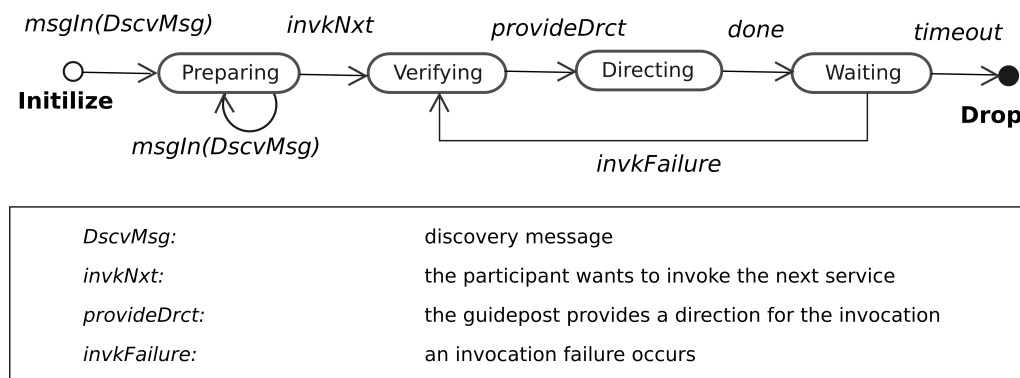 msgIn(DscvMsg)
invkNxt
provideDrct
done
timeout
Preparing
Verifying
Directing
Waiting
Initilize
Drop
msgIn(DscvMsg)
invkFailure
DscvMsg: discovery message
invkNxt: the participant wants to invoke the next service
provideDrct: the guidepost provides a direction for the invocation
invkFailure: an invocation failure occurs